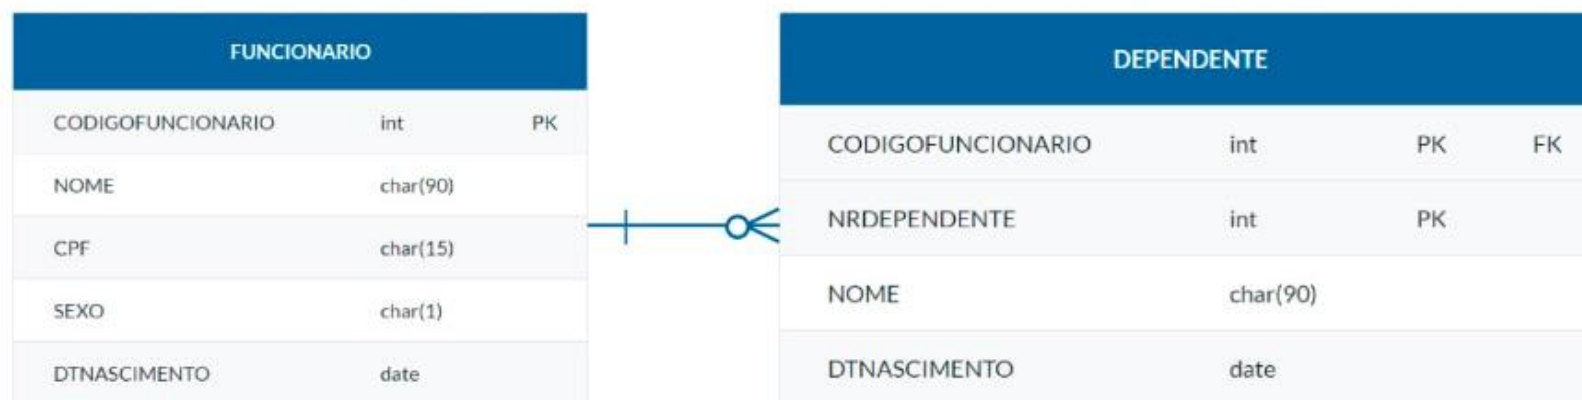 FUNCIONARIO
CODIGOFUNCIONARIO int PK
NOME char(90)
CPF char(15)
SEXO char(1)
DTNASCIMENTO date
DEPENDENTE
CODIGOFUNCIONARIO int PK FK
NRDEPENDENTE int PK
NOME char(90)
DTNASCIMENTO date